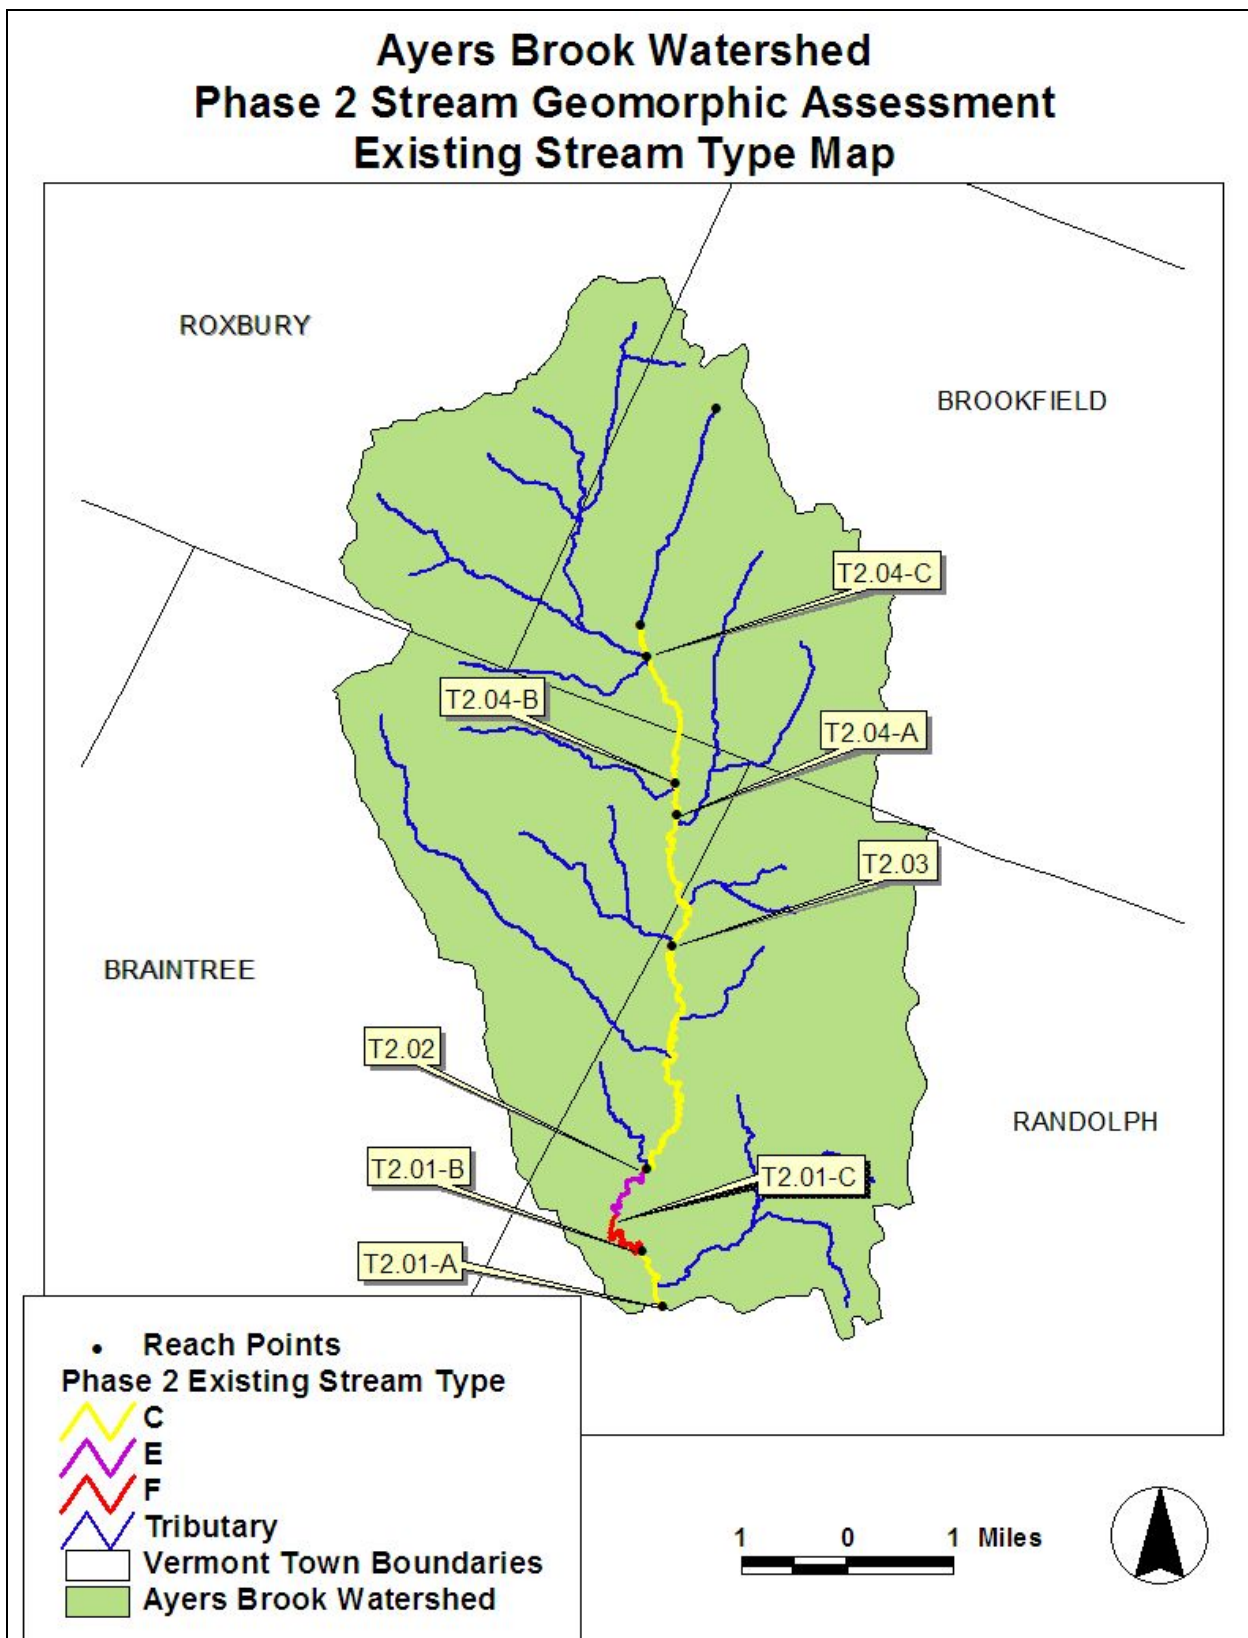 Ayers Brook Watershed
Phase 2 Stream Geomorphic Assessment
Existing Stream Type Map
ROXBURY
BROOKFIELD
T2.04-C
T2.04-B
T2.04-A
T2.03
BRAINTREE
T2.02
RANDOLPH
T2.01-B
T2.01-C
T2.01-A
Reach Points
Phase 2 Existing Stream Type
C
E
F
Tributary
Vermont Town Boundaries
Ayers Brook Watershed
1 0 1 Miles